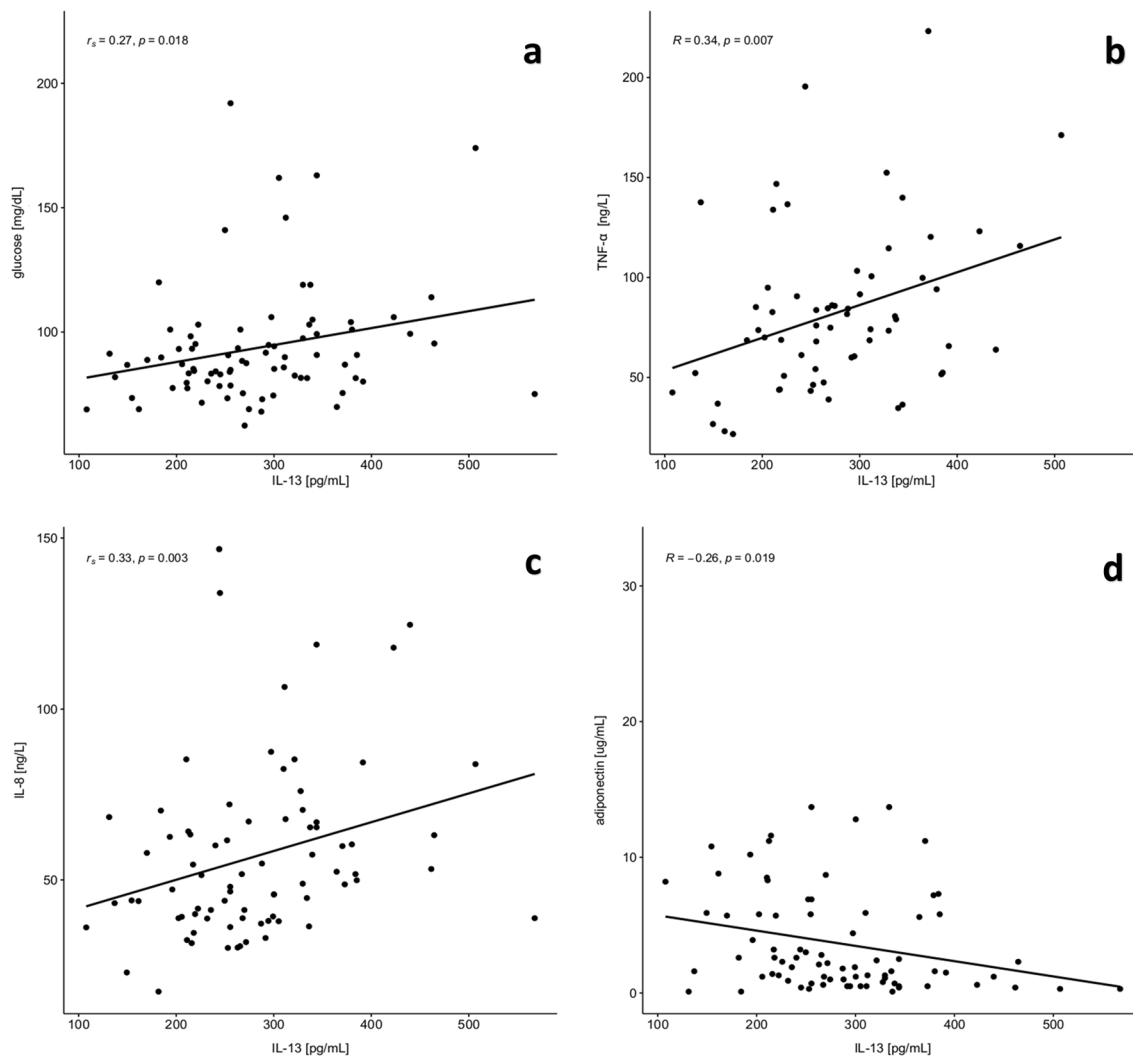 rs = 0.27, p = 0.018
a
200
150
100
glucose [mg/dL]
100 200 300 400 500
IL-13 [pg/mL]
R = 0.34, p = 0.007
b
200
150
100
50
TNF-α [ng/L]
100 200 300 400 500
IL-13 [pg/mL]
rs = 0.33, p = 0.003
c
150
100
50
IL-8 [ng/L]
100 200 300 400 500
IL-13 [pg/mL]
R = −0.26, p = 0.019
d
30
20
10
0
adiponectin [ug/mL]
100 200 300 400 500
IL-13 [pg/mL]